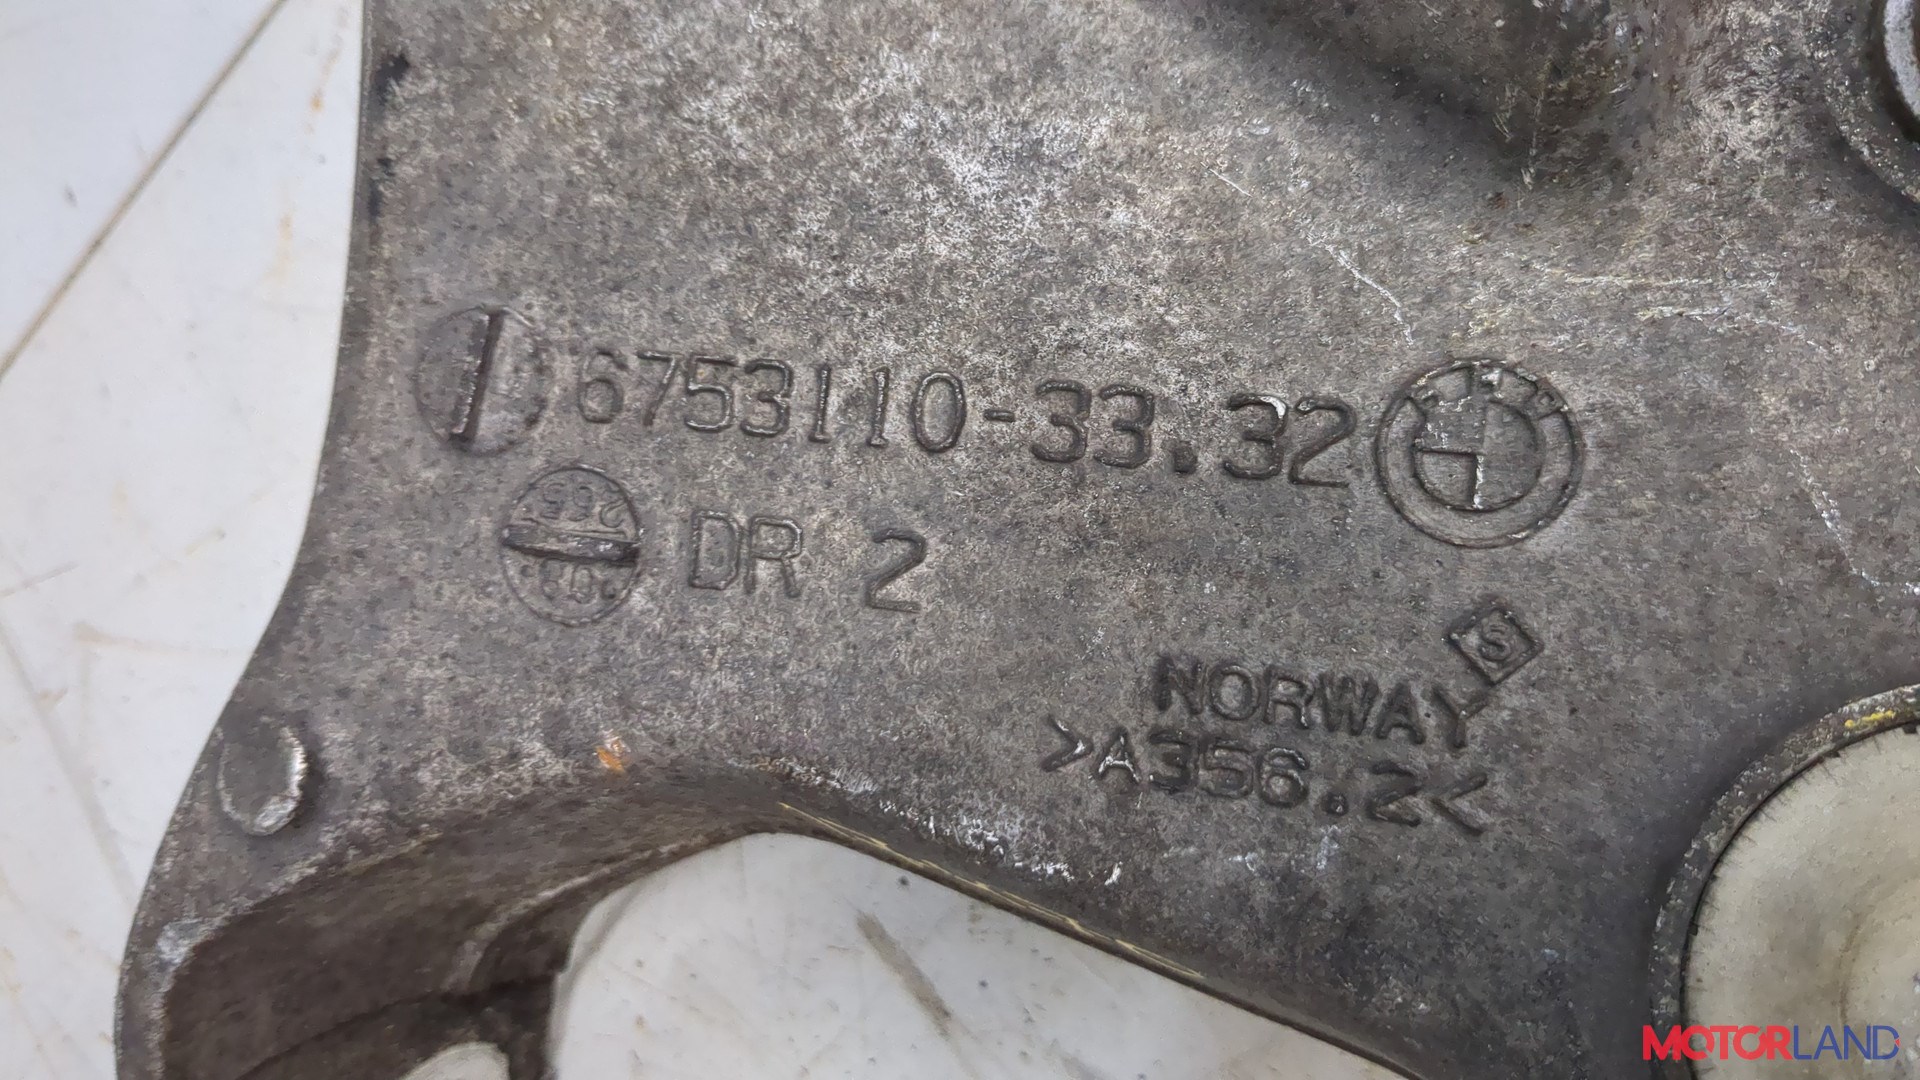 6753110-33.32
DR 2
S
NORWAY
>A356.2<
MOTORLAND